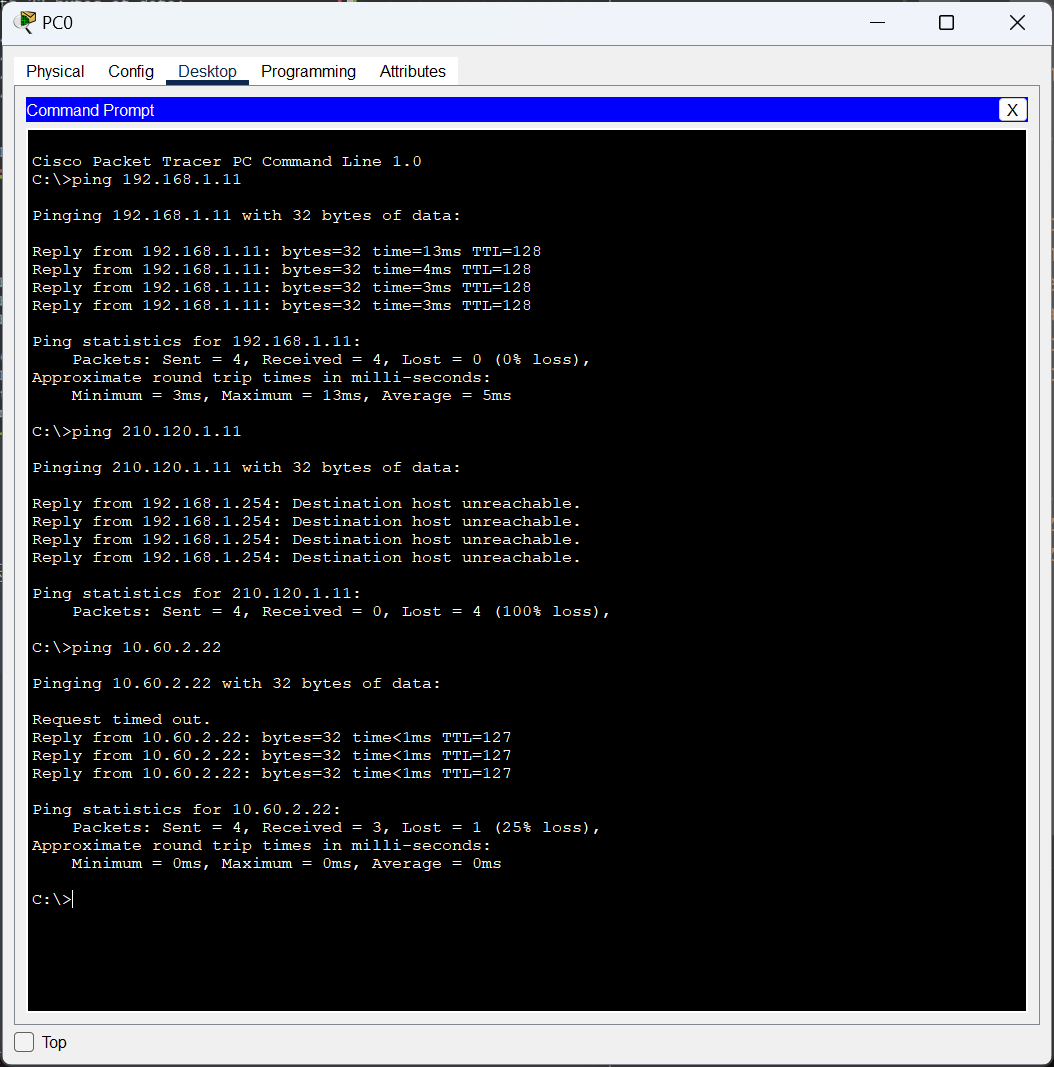 PC0
Physical Config Desktop Programming Attributes
Command Prompt X
Cisco Packet Tracer PC Command Line 1.0
C:\>ping 192.168.1.11
Pinging 192.168.1.11 with 32 bytes of data:
Reply from 192.168.1.11: bytes=32 time=13ms TTL=128
Reply from 192.168.1.11: bytes=32 time=4ms TTL=128
Reply from 192.168.1.11: bytes=32 time=3ms TTL=128
Reply from 192.168.1.11: bytes=32 time=3ms TTL=128
Ping statistics for 192.168.1.11:
    Packets: Sent = 4, Received = 4, Lost = 0 (0% loss),
Approximate round trip times in milli-seconds:
    Minimum = 3ms, Maximum = 13ms, Average = 5ms
C:\>ping 210.120.1.11
Pinging 210.120.1.11 with 32 bytes of data:
Reply from 192.168.1.254: Destination host unreachable.
Reply from 192.168.1.254: Destination host unreachable.
Reply from 192.168.1.254: Destination host unreachable.
Reply from 192.168.1.254: Destination host unreachable.
Ping statistics for 210.120.1.11:
    Packets: Sent = 4, Received = 0, Lost = 4 (100% loss),
C:\>ping 10.60.2.22
Pinging 10.60.2.22 with 32 bytes of data:
Request timed out.
Reply from 10.60.2.22: bytes=32 time<1ms TTL=127
Reply from 10.60.2.22: bytes=32 time<1ms TTL=127
Reply from 10.60.2.22: bytes=32 time<1ms TTL=127
Ping statistics for 10.60.2.22:
    Packets: Sent = 4, Received = 3, Lost = 1 (25% loss),
Approximate round trip times in milli-seconds:
    Minimum = 0ms, Maximum = 0ms, Average = 0ms
C:\>
Top